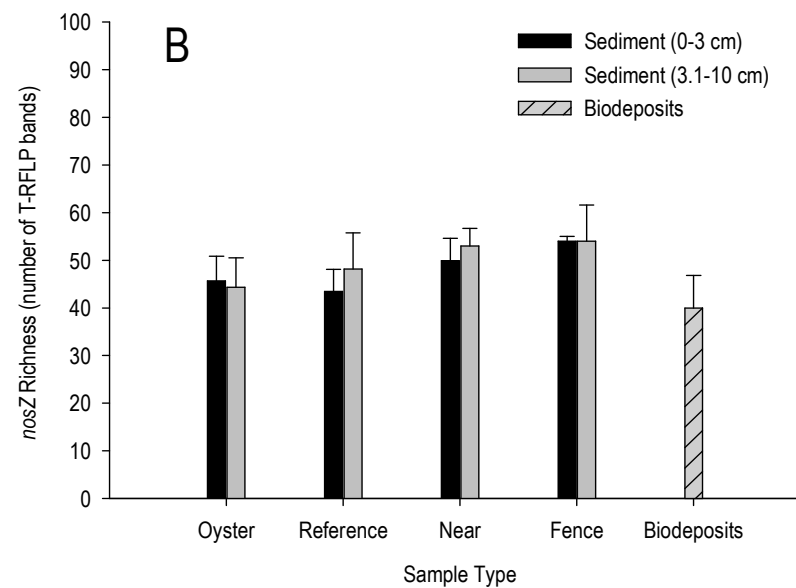 B
Sediment (0-3 cm)
Sediment (3.1-10 cm)
Biodeposits
nosZ Richness (number of T-RFLP bands)
100
90
80
70
60
50
40
30
20
10
0
Oyster Reference Near Fence Biodeposits
Sample Type